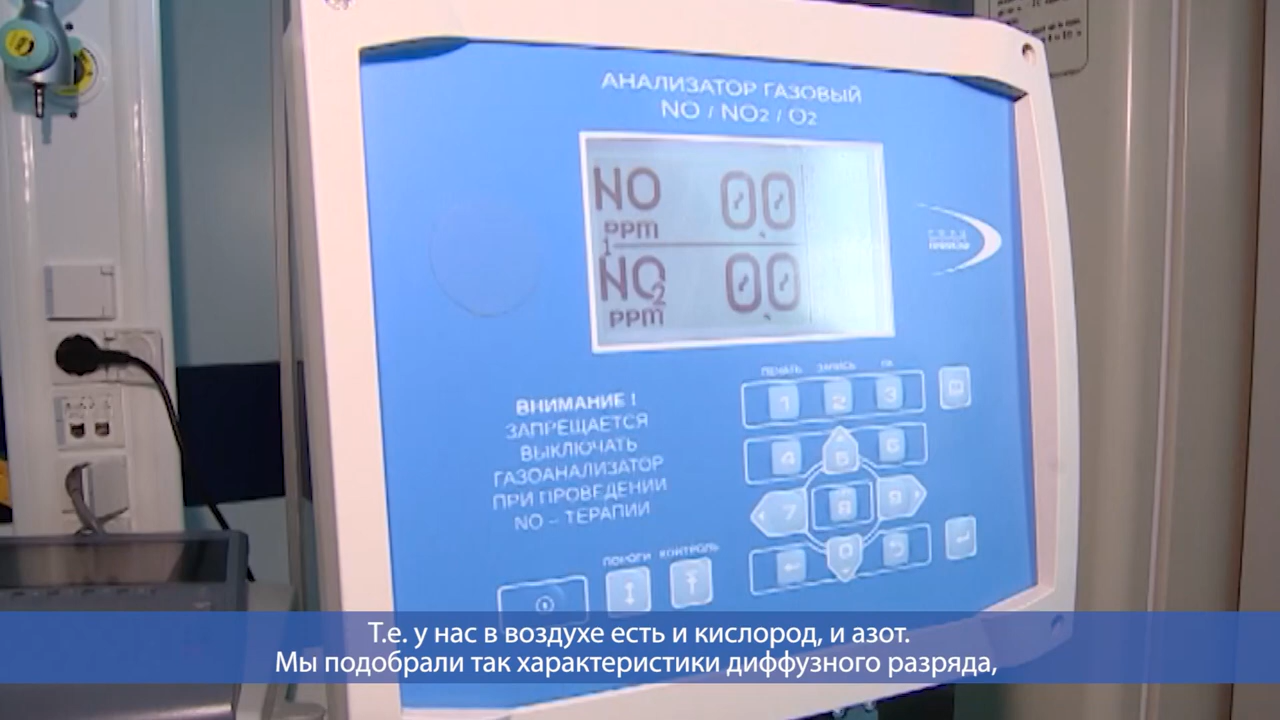 АНАЛИЗАТОР ГАЗОВЫЙ
NO / NO2 / O2
NO 0.0
ppm
1
NO2 0.0
ppm
ВНИМАНИЕ !
ЗАПРЕЩАЕТСЯ
ВЫКЛЮЧАТЬ
ГАЗОАНАЛИЗАТОР
ПРИ ПРОВЕДЕНИИ
NO – ТЕРАПИИ
ПЕЧАТЬ ЗАПИСЬ ПК
1 2 3
4 5 6
7 8 9
0
ПОРОГИ КОНТРОЛЬ
Т.е. у нас в воздухе есть и кислород, и азот.
Мы подобрали так характеристики диффузного разряда,